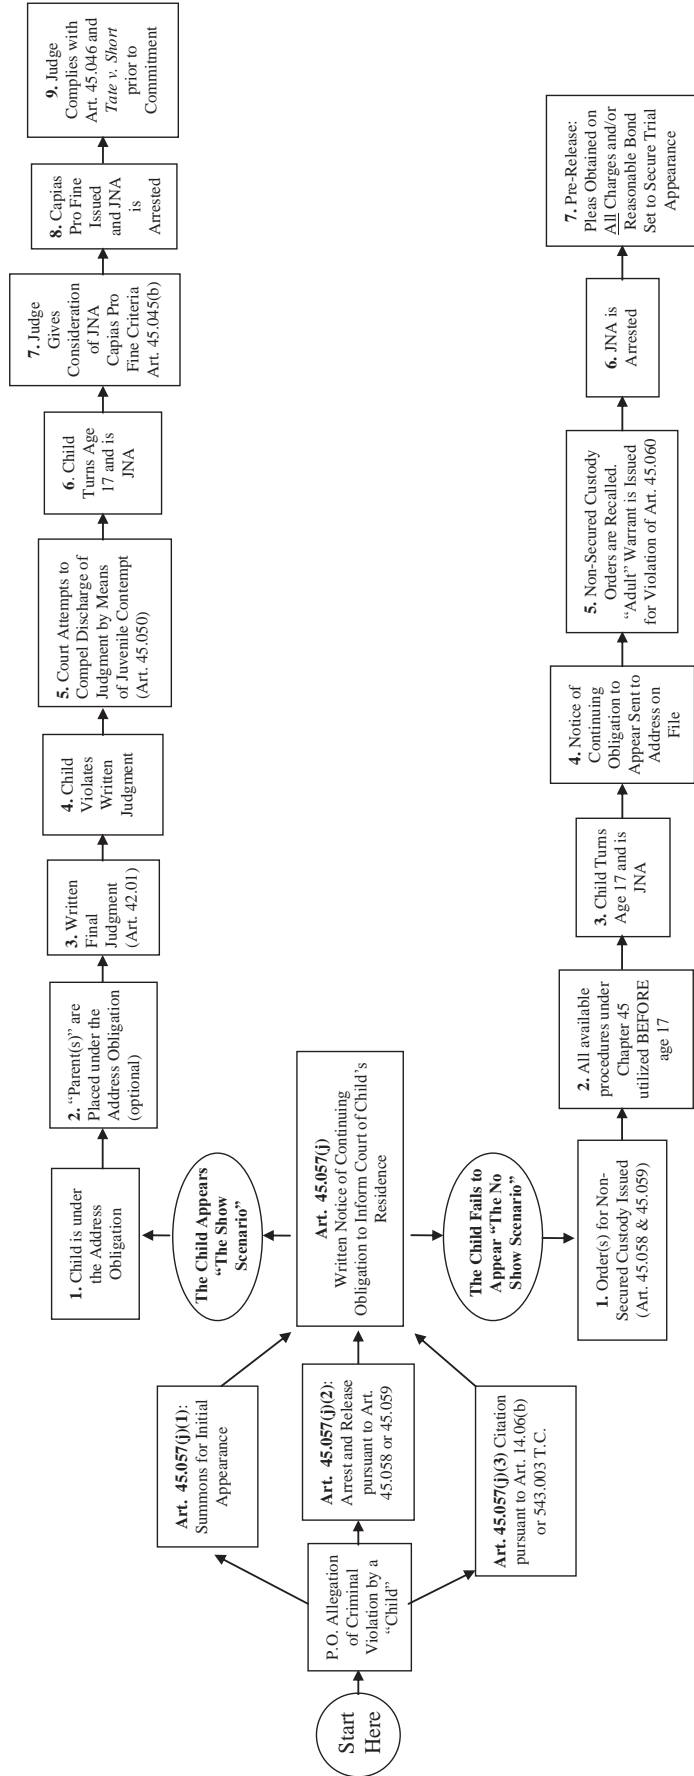 Start
Here
P.O. Allegation
of Criminal
Violation by a
“Child”
Art. 45.057(j)(1):
Summons for Initial
Appearance
Art. 45.057(j)(2):
Arrest and Release
pursuant to Art.
45.058 or 45.059
Art. 45.057(j)(3) Citation
pursuant to Art. 14.06(b)
or 543.003 T.C.
Art. 45.057(j)
Written Notice of Continuing
Obligation to Inform Court of Child’s
Residence
The Child Appears
“The Show
Scenario”
1. Child is under
the Address
Obligation
2. “Parent(s)” are
Placed under the
Address Obligation
(optional)
3. Written
Final
Judgment
(Art. 42.01)
4. Child
Violates
Written
Judgment
5. Court Attempts to
Compel Discharge of
Judgment by Means
of Juvenile Contempt
(Art. 45.050)
6. Child
Turns Age
17 and is
JNA
7. Judge
Gives
Consideration
of JNA
Capias Pro
Fine Criteria
Art. 45.045(b)
8. Capias
Pro Fine
Issued
and JNA
is
Arrested
9. Judge
Complies with
Art. 45.046 and
Tate v. Short
prior to
Commitment
The Child Fails to
Appear “The No
Show Scenario”
1. Order(s) for Non-
Secured Custody Issued
(Art. 45.058 & 45.059)
2. All available
procedures under
Chapter 45
utilized BEFORE
age 17
3. Child Turns
Age 17 and is
JNA
4. Notice of
Continuing
Obligation to
Appear Sent to
Address on
File
5. Non-Secured Custody
Orders are Recalled.
“Adult” Warrant is Issued
for Violation of Art. 45.060
6. JNA is
Arrested
7. Pre-Release:
Pleas Obtained on
All Charges and/or
Reasonable Bond
Set to Secure Trial
Appearance